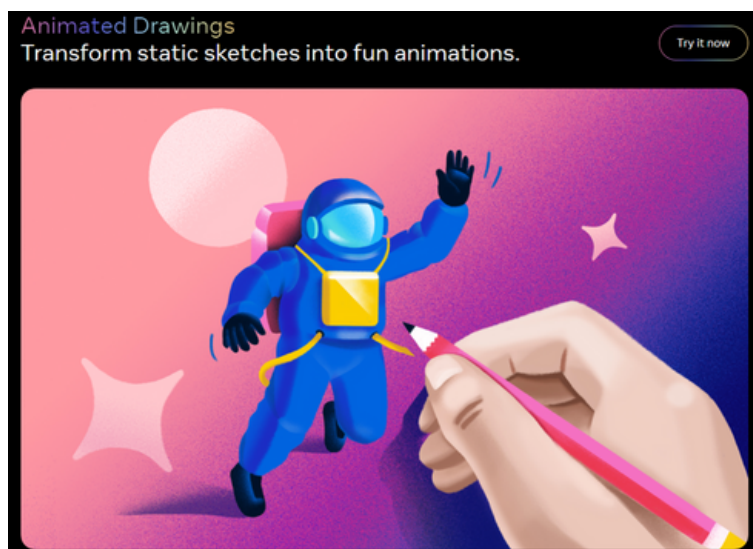 Animated Drawings
Transform static sketches into fun animations.
Try it now